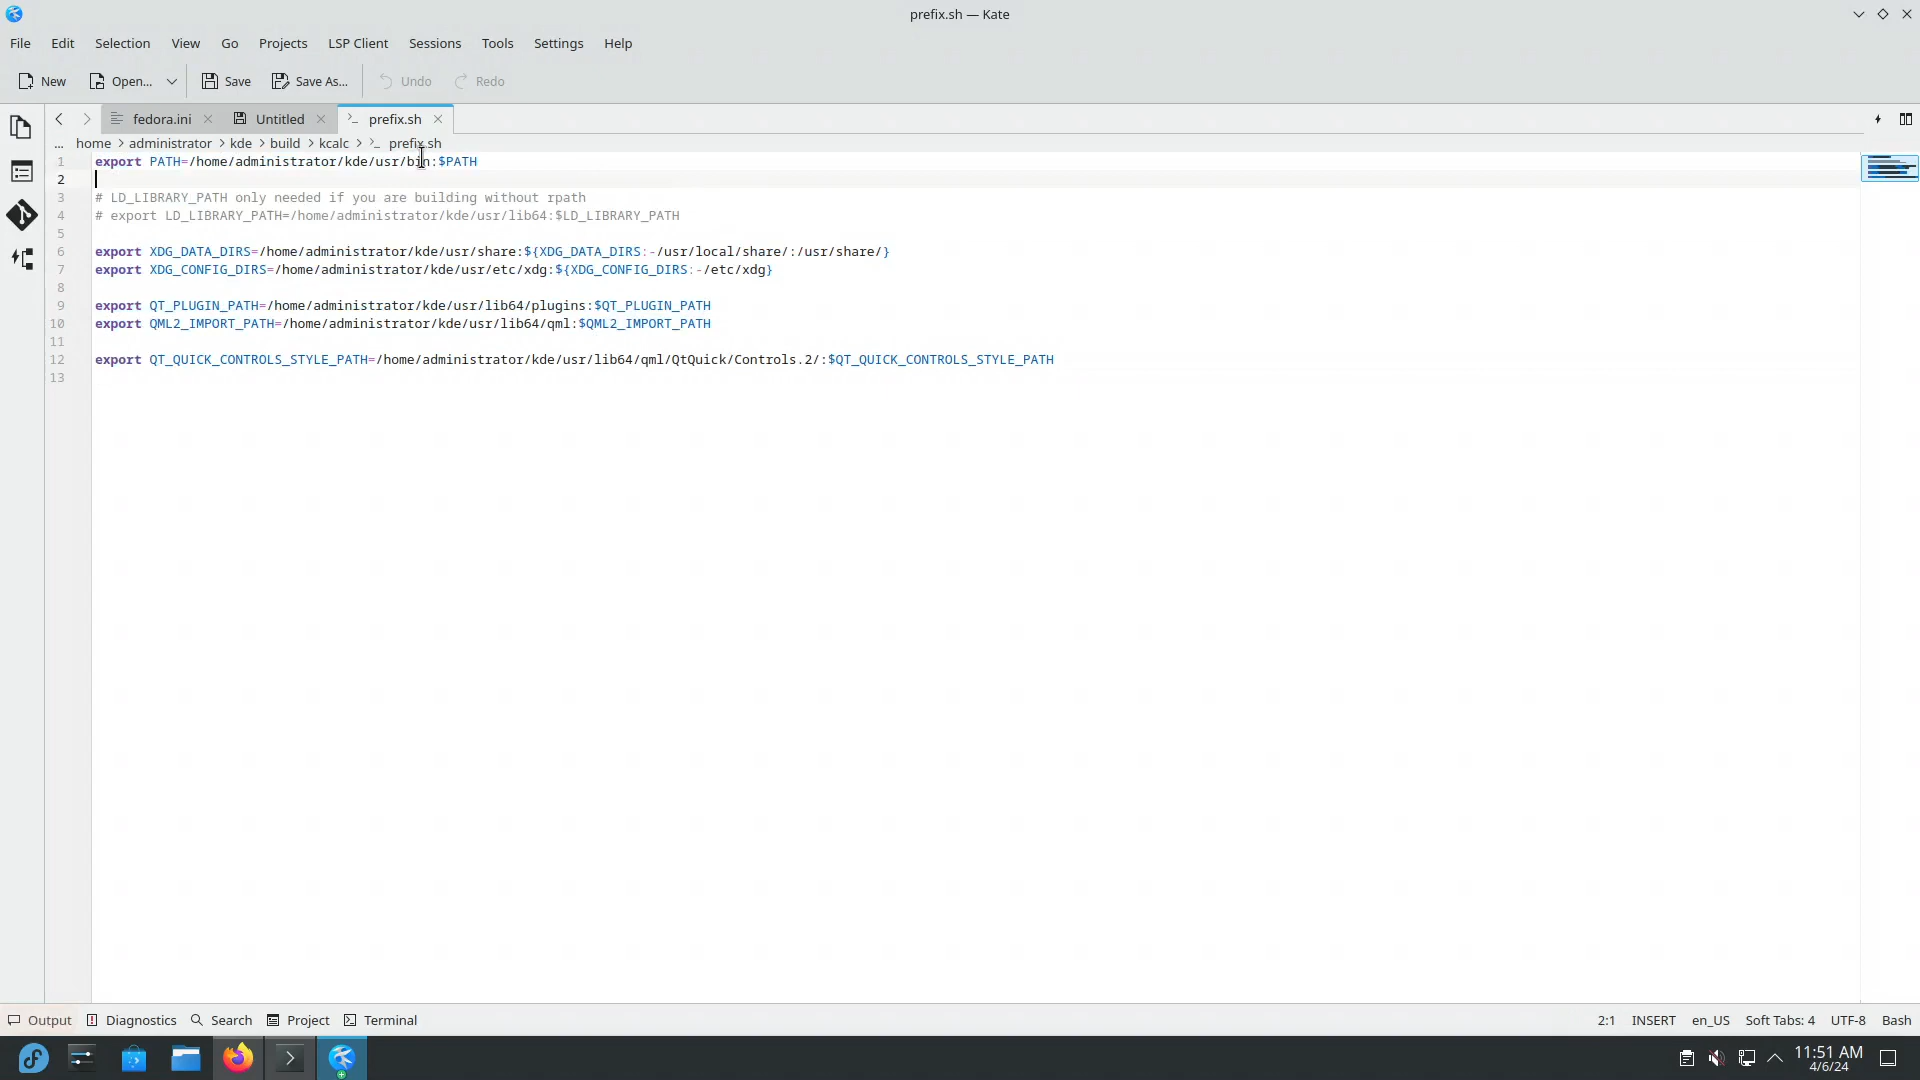 prefix.sh — Kate
File Edit Selection View Go Projects LSP Client Sessions Tools Settings Help
New Open... Save Save As... Undo Redo
fedora.ini Untitled prefix.sh
... home > administrator > kde > build > kcalc > prefix.sh
1 export PATH=/home/administrator/kde/usr/bin:$PATH
2
3 # LD_LIBRARY_PATH only needed if you are building without rpath
4 # export LD_LIBRARY_PATH=/home/administrator/kde/usr/lib64:$LD_LIBRARY_PATH
5
6 export XDG_DATA_DIRS=/home/administrator/kde/usr/share:${XDG_DATA_DIRS:-/usr/local/share/:/usr/share/}
7 export XDG_CONFIG_DIRS=/home/administrator/kde/usr/etc/xdg:${XDG_CONFIG_DIRS:-/etc/xdg}
8
9 export QT_PLUGIN_PATH=/home/administrator/kde/usr/lib64/plugins:$QT_PLUGIN_PATH
10 export QML2_IMPORT_PATH=/home/administrator/kde/usr/lib64/qml:$QML2_IMPORT_PATH
11
12 export QT_QUICK_CONTROLS_STYLE_PATH=/home/administrator/kde/usr/lib64/qml/QtQuick/Controls.2/:$QT_QUICK_CONTROLS_STYLE_PATH
13
Output Diagnostics Search Project Terminal 2:1 INSERT en_US Soft Tabs: 4 UTF-8 Bash
11:51 AM
4/6/24